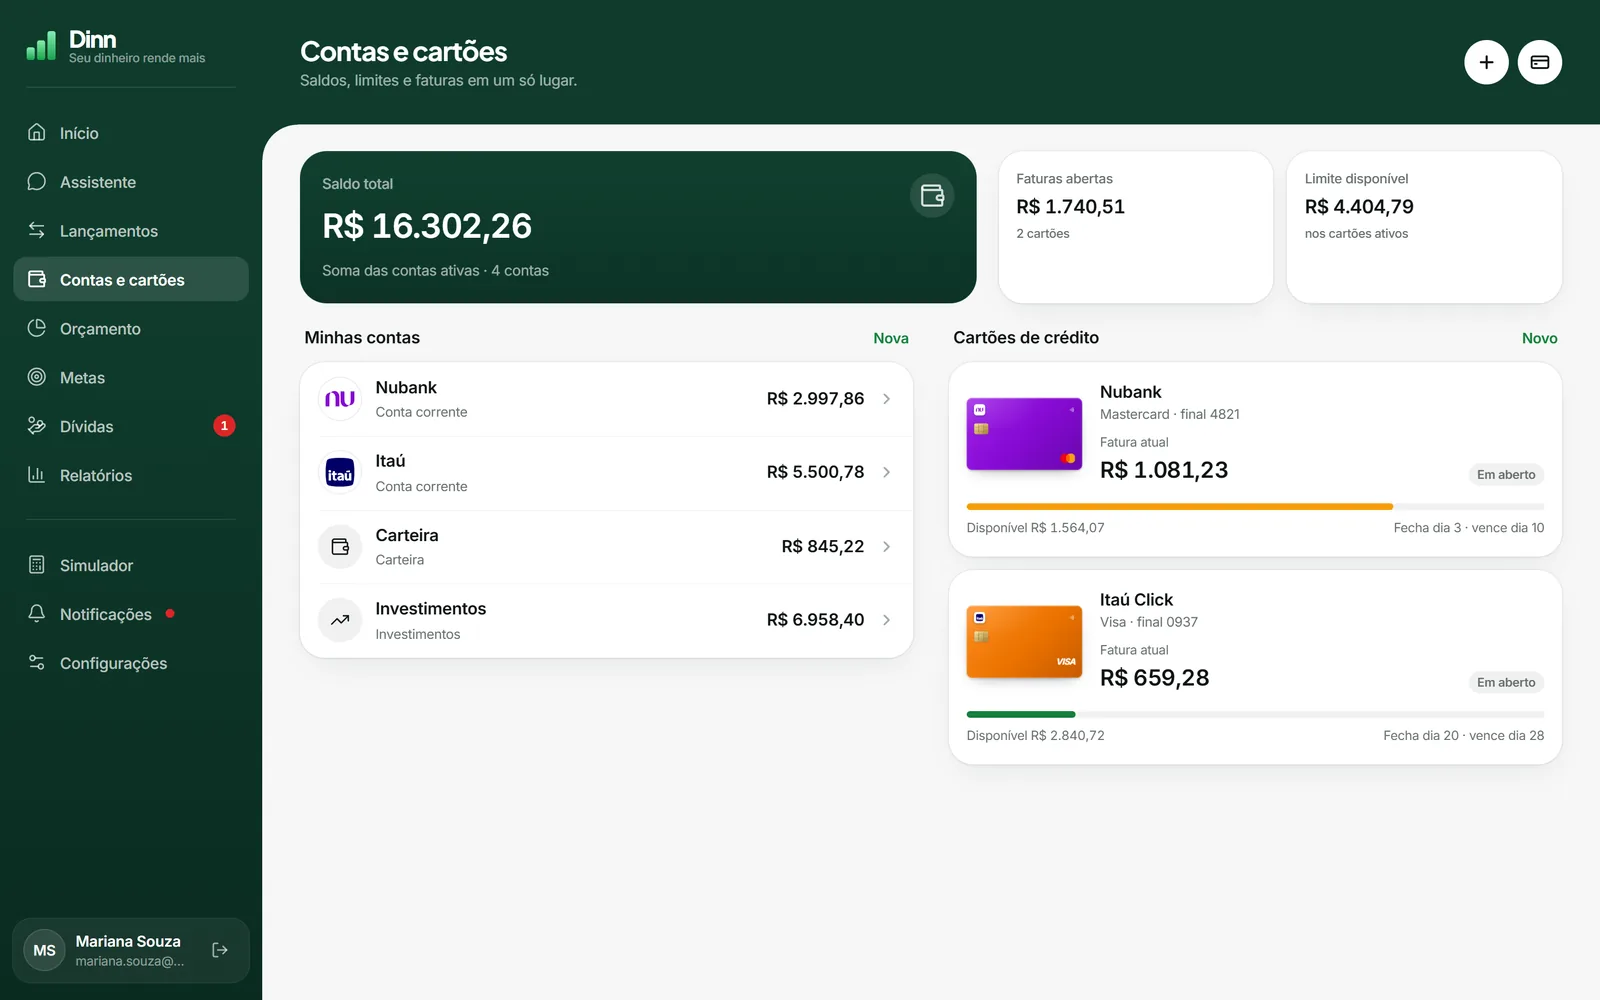 Dinn
Seu dinheiro rende mais
Início
Assistente
Lançamentos
Contas e cartões
Orçamento
Metas
Dívidas
1
Relatórios
Simulador
Notificações
Configurações
MS
Mariana Souza
mariana.souza@...
Contas e cartões
Saldos, limites e faturas em um só lugar.
Saldo total
R$ 16.302,26
Soma das contas ativas · 4 contas
Faturas abertas
R$ 1.740,51
2 cartões
Limite disponível
R$ 4.404,79
nos cartões ativos
Minhas contas
Nova
nu
Nubank
Conta corrente
R$ 2.997,86
itaú
Itaú
Conta corrente
R$ 5.500,78
Carteira
Carteira
R$ 845,22
Investimentos
Investimentos
R$ 6.958,40
Cartões de crédito
Novo
nu
Nubank
Mastercard · final 4821
Fatura atual
R$ 1.081,23
Em aberto
Disponível R$ 1.564,07
Fecha dia 3 · vence dia 10
VISA
Itaú Click
Visa · final 0937
Fatura atual
R$ 659,28
Em aberto
Disponível R$ 2.840,72
Fecha dia 20 · vence dia 28